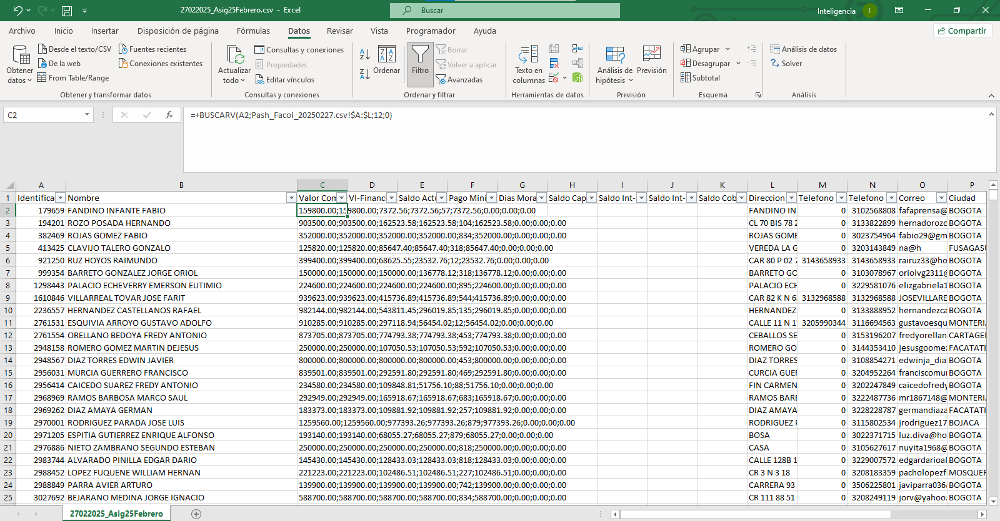 27022025_Asig25Febrero.csv - Excel
Buscar
Inteligencia
I
Archivo Inicio Insertar Disposición de página Fórmulas Datos Revisar Vista Programador Ayuda
Compartir
Obtener datos
Desde el texto/CSV
De la web
From Table/Range
Fuentes recientes
Conexiones existentes
Obtener y transformar datos
Actualizar todo
Consultas y conexiones
Propiedades
Editar vínculos
Consultas y conexiones
Ordenar
Filtro
Borrar
Volver a aplicar
Avanzadas
Ordenar y filtrar
Texto en columnas
Herramientas de datos
Análisis de hipótesis
Previsión
Previsión
Agrupar
Desagrupar
Subtotal
Esquema
Análisis de datos
Solver
Análisis
C2
fx
=+BUSCARV(A2;Pash_Facol_20250227.csv!$A:$L;12;0)
A B C D E F G H I J K L M N O P
1 Identifica Nombre Valor Com Vl-Financi Saldo Actu Pago Mini Dias Mora Saldo Cap Saldo Int- Saldo Int- Saldo Cob Direccion Telefono Telefono Correo Ciudad
2 179659 FANDINO INFANTE FABIO 159800.00;159800.00;7372.56;7372.56;57;7372.56;0.00;0.00;0.00 FANDINO IN 0 3102568808 fafaprensa@ BOGOTA
3 194201 ROZO POSADA HERNANDO 903500.00;903500.00;162523.58;162523.58;104;162523.58;0.00;0.00;0.00 CL 70 BIS 78 2 0 3133822899 hernadorozo BOGOTA
4 382469 ROJAS GOMEZ FABIO 352000.00;352000.00;352000.00;352000.00;834;352000.00;0.00;0.00;0.00 ROJAS GOME 0 3023754964 fabio29@gm BOGOTA
5 413425 CLAVIJO TALERO GONZALO 125820.00;125820.00;85647.40;85647.40;318;85647.40;0.00;0.00;0.00 VEREDA LA G 0 3203143849 na@h FUSAGASU
6 921250 RUZ HOYOS RAIMUNDO 399400.00;399400.00;68625.55;23532.76;12;23532.76;0.00;0.00;0.00 CAR 80 P 02 7 3143658933 3143658933 rairuz33@ho BOGOTA
7 999354 BARRETO GONZALEZ JORGE ORIOL 150000.00;150000.00;150000.00;136778.12;318;136778.12;0.00;0.00;0.00 BARRETO GO 0 3103078967 oriolvg2311@ BOGOTA
8 1298443 PALACIO ECHEVERRY EMERSON EUTIMIO 224600.00;224600.00;224600.00;224600.00;895;224600.00;0.00;0.00;0.00 PALACIO ECH 0 3229581076 elizgabriela1 BOGOTA
9 1610846 VILLARREAL TOVAR JOSE FARIT 939623.00;939623.00;415736.89;415736.89;544;415736.89;0.00;0.00;0.00 CAR 82 K N 6 3132968588 3132968588 JOSEVILLARE BOGOTA
10 2236557 HERNANDEZ CASTELLANOS RAFAEL 982144.00;982144.00;543811.45;296019.85;135;296019.85;0.00;0.00;0.00 HERNANDEZ 0 3133888952 hernandezca BOGOTA
11 2761531 ESQUIVIA ARROYO GUSTAVO ADOLFO 910285.00;910285.00;297118.94;56454.02;12;56454.02;0.00;0.00;0.00 CALLE 11 N 1 3205990344 3116694563 gustavoesqu MONTERIA
12 2761554 ORELLANO BEDOYA FREDY ANTONIO 873705.00;873705.00;774793.38;774793.38;453;774793.38;0.00;0.00;0.00 CEBALLOS SE 0 3153196207 fredyorellan CARTAGEN
13 2948158 ROMERO GOMEZ MARTIN DEJESUS 250000.00;250000.00;107050.53;107050.53;592;107050.53;0.00;0.00;0.00 ROMERO GO 0 3144353410 jesusgoomez FACATATI
14 2948567 DIAZ TORRES EDWIN JAVIER 800000.00;800000.00;800000.00;800000.00;453;800000.00;0.00;0.00;0.00 DIAZ TORRES 0 3108854271 edwinja_dia BOGOTA
15 2956031 MURCIA GUERRERO FRANCISCO 839501.00;839501.00;292591.80;292591.80;469;292591.80;0.00;0.00;0.00 CURCIA GUER 0 3204952264 franciscomur BOGOTA
16 2956414 CAICEDO SUAREZ FREDY ANTONIO 234580.00;234580.00;109848.81;51756.10;88;51756.10;0.00;0.00;0.00 FIN CARMEN 0 3202247849 caicedofredy BOGOTA
17 2968969 RAMOS BARBOSA MARCO SAUL 292949.00;292949.00;165918.67;165918.67;683;165918.67;0.00;0.00;0.00 RAMOS BARB 0 3222487736 mr1867148@ MONTERIA
18 2969262 DIAZ AMAYA GERMAN 183373.00;183373.00;109881.92;109881.92;257;109881.92;0.00;0.00;0.00 DIAZ AMAYA 0 3228228787 germandiaza FACATATI
19 2970001 RODRIGUEZ PARADA JOSE LUIS 1259560.00;1259560.00;977393.26;977393.26;879;977393.26;0.00;0.00;0.00 RODRIGUEZ P 0 3115802534 jrodriguez17 BOJACA
20 2971205 ESPITIA GUTIERREZ ENRIQUE ALFONSO 193140.00;193140.00;68055.27;68055.27;879;68055.27;0.00;0.00;0.00 BOSA 0 3022371715 luz.diva@ho BOGOTA
21 2976886 NIETO ZAMBRANO SEGUNDO ESTEBAN 250000.00;250000.00;250000.00;250000.00;818;250000.00;0.00;0.00;0.00 CASA 0 3105627617 nuyita1968@ BOGOTA
22 2983744 ALVARADO PINILLA EDGAR DARIO 145430.00;145430.00;128433.03;128433.03;818;128433.03;0.00;0.00;0.00 CALLE 128B 1 0 3229007572 edgardarioal BOGOTA
23 2988452 LOPEZ FUQUENE WILLIAM HERNAN 221223.00;221223.00;102486.51;102486.51;227;102486.51;0.00;0.00;0.00 CR 3 N 3 18 0 3208183359 pacholopezf MOSQUER
24 2988849 PARRA AVIER ARTURO 139900.00;139900.00;139900.00;139900.00;742;139900.00;0.00;0.00;0.00 CARRERA 93 0 3506225801 javiparra036 BOGOTA
25 3027692 BEJARANO MEDINA JORGE IGNACIO 588700.00;588700.00;588700.00;588700.00;834;588700.00;0.00;0.00;0.00 CR 111 88 51 0 3208249119 jorv@yahoo. BOGOTA
27022025_Asig25Febrero